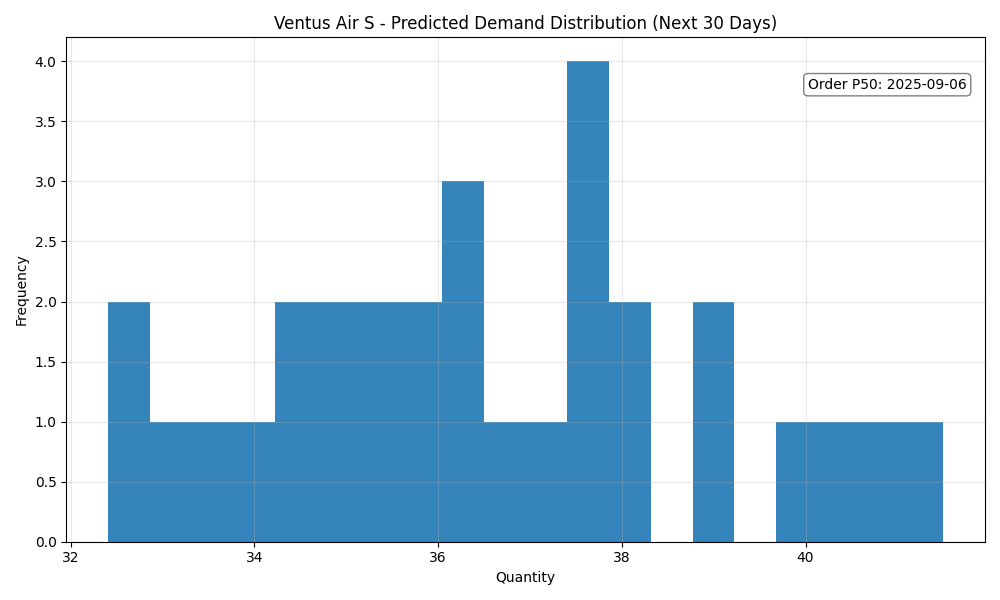 Ventus Air S - Predicted Demand Distribution (Next 30 Days)
Order P50: 2025-09-06
Frequency
4.0
3.5
3.0
2.5
2.0
1.5
1.0
0.5
0.0
32 34 36 38 40
Quantity